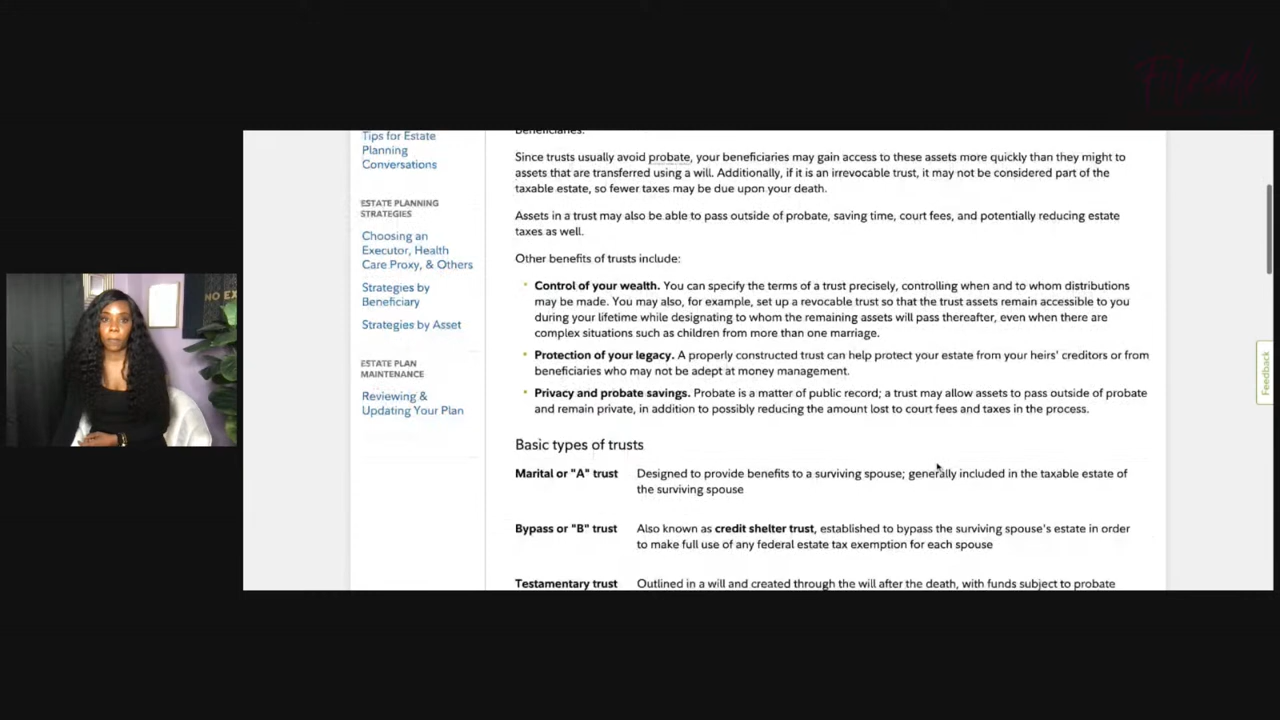 Tips for Estate
Planning
Conversations
ESTATE PLANNING
STRATEGIES
Choosing an
Executor, Health
Care Proxy, & Others
Strategies by
Beneficiary
Strategies by Asset
ESTATE PLAN
MAINTENANCE
Reviewing &
Updating Your Plan
beneficiaries.
Since trusts usually avoid probate, your beneficiaries may gain access to these assets more quickly than they might to
assets that are transferred using a will. Additionally, if it is an irrevocable trust, it may not be considered part of the
taxable estate, so fewer taxes may be due upon your death.
Assets in a trust may also be able to pass outside of probate, saving time, court fees, and potentially reducing estate
taxes as well.
Other benefits of trusts include:
Control of your wealth. You can specify the terms of a trust precisely, controlling when and to whom distributions
may be made. You may also, for example, set up a revocable trust so that the trust assets remain accessible to you
during your lifetime while designating to whom the remaining assets will pass thereafter, even when there are
complex situations such as children from more than one marriage.
Protection of your legacy. A properly constructed trust can help protect your estate from your heirs' creditors or from
beneficiaries who may not be adept at money management.
Privacy and probate savings. Probate is a matter of public record; a trust may allow assets to pass outside of probate
and remain private, in addition to possibly reducing the amount lost to court fees and taxes in the process.
Basic types of trusts
Marital or "A" trust
Designed to provide benefits to a surviving spouse; generally included in the taxable estate of
the surviving spouse
Bypass or "B" trust
Also known as credit shelter trust, established to bypass the surviving spouse's estate in order
to make full use of any federal estate tax exemption for each spouse
Testamentary trust
Outlined in a will and created through the will after the death, with funds subject to probate
Feedback
NO EX